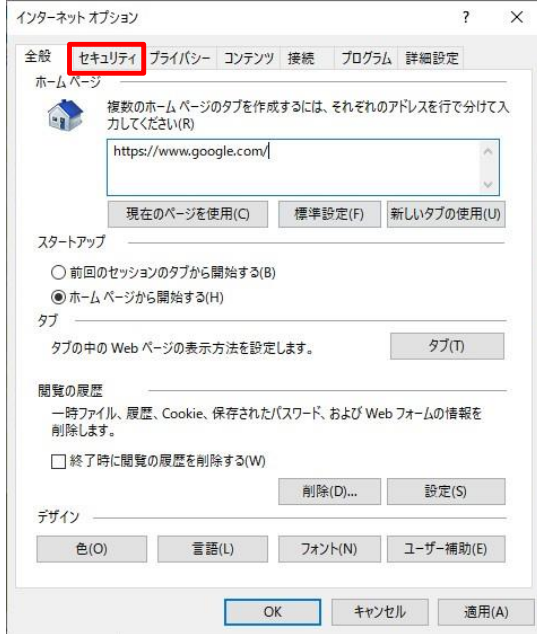 インターネット オプション ? ×
全般 セキュリティ プライバシー コンテンツ 接続 プログラム 詳細設定
ホーム ページ
複数のホーム ページのタブを作成するには、それぞれのアドレスを行で分けて入
力してください(R)
https://www.google.com/
現在のページを使用(C) 標準設定(F) 新しいタブの使用(U)
スタートアップ
前回のセッションのタブから開始する(B)
ホーム ページから開始する(H)
タブ
タブの中の Web ページの表示方法を設定します。 タブ(T)
閲覧の履歴
一時ファイル、履歴、Cookie、保存されたパスワード、および Web フォームの情報を
削除します。
終了時に閲覧の履歴を削除する(W)
削除(D)... 設定(S)
デザイン
色(O) 言語(L) フォント(N) ユーザー補助(E)
OK キャンセル 適用(A)